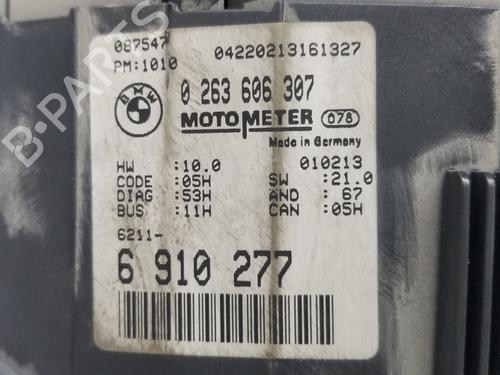 087547 04220213161327
PM:1010
BMW
0 263 606 307
MOTOMETER 078
Made in Germany
HW :10.0 010213
CODE :05H SW :21.0
DIAG :53H AND : 67
BUS :11H CAN :05H
6211-
6 910 277